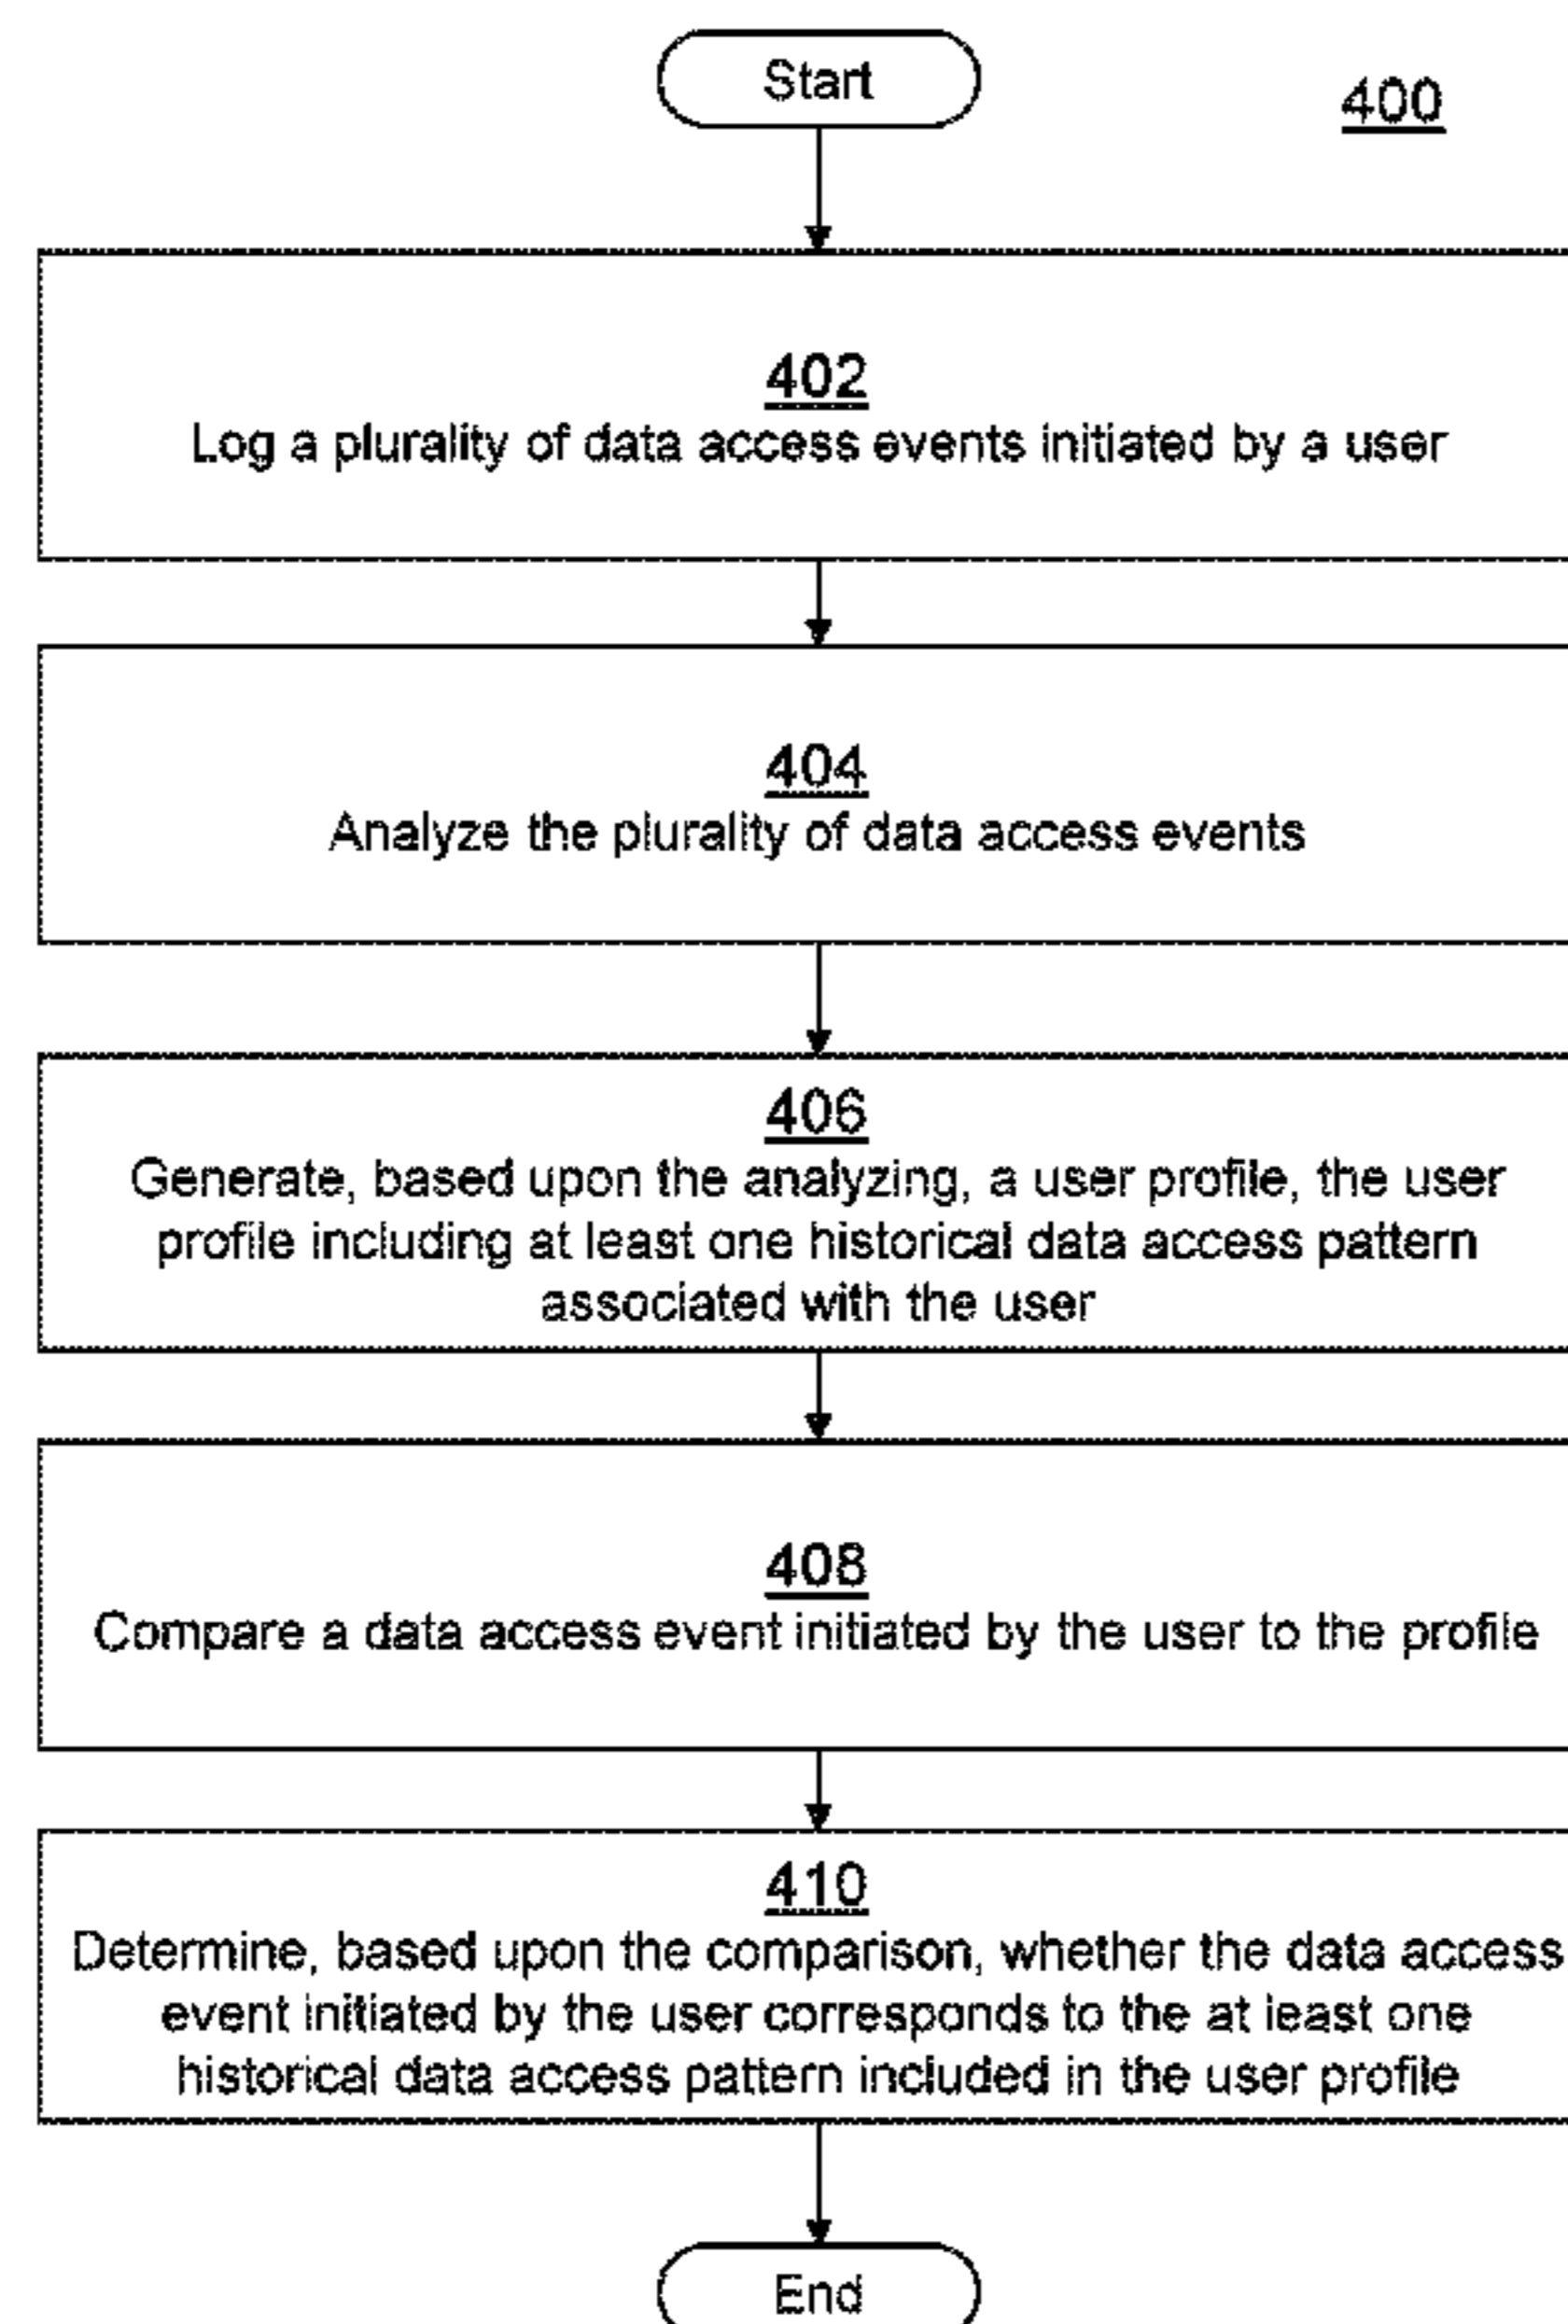 Start
400
402
Log a plurality of data access events initiated by a user
404
Analyze the plurality of data access events
406
Generate, based upon the analyzing, a user profile, the user
profile including at least one historical data access pattern
associated with the user
408
Compare a data access event initiated by the user to the profile
410
Determine, based upon the comparison, whether the data access
event initiated by the user corresponds to the at least one
historical data access pattern included in the user profile
End